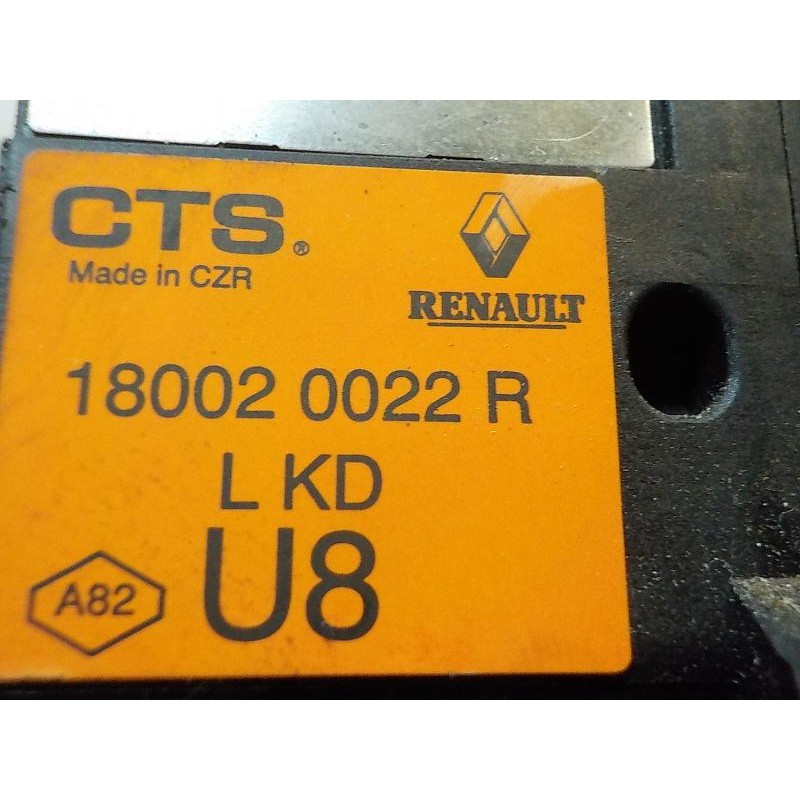 CTS®
Made in CZR
RENAULT
18002 0022 R
L KD
U8
A82